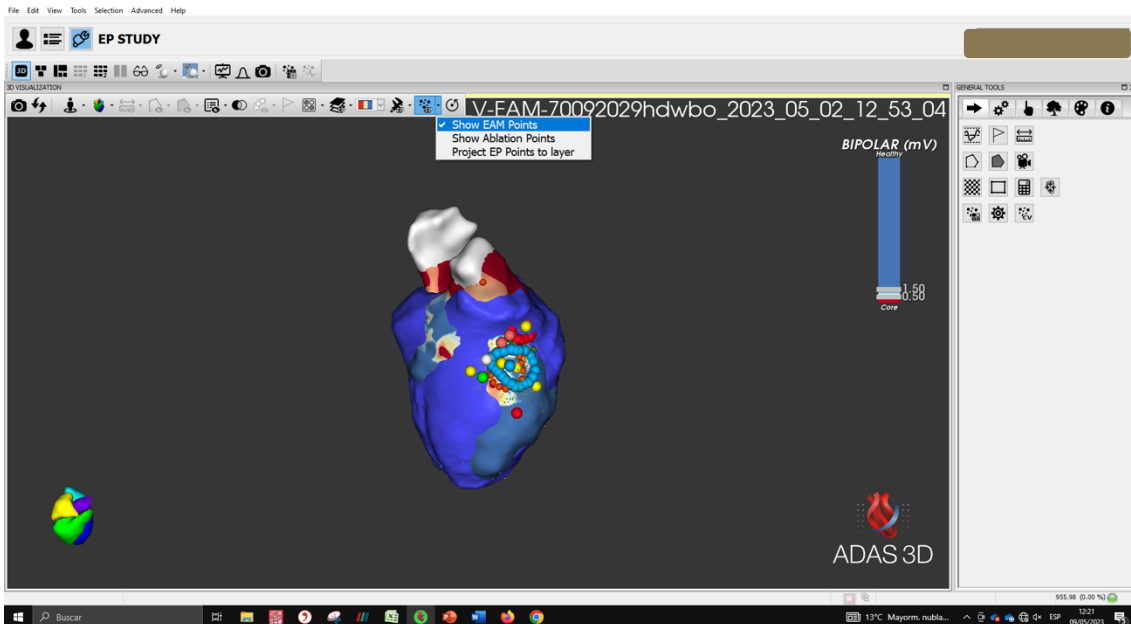 File Edit View Tools Selection Advanced Help
EP STUDY
3D
3D VISUALIZATION
GENERAL TOOLS
V-EAM-70092029hdwbo_2023_05_02_12_53_04
Show EAM Points
Show Ablation Points
Project EP Points to layer
BIPOLAR (mV)
Healthy
1.50
0.50
Core
CV
ADAS 3D
955.98 (0.00 %)
Buscar
13°C Mayorm. nubla...
ESP
12:21
09/05/2023